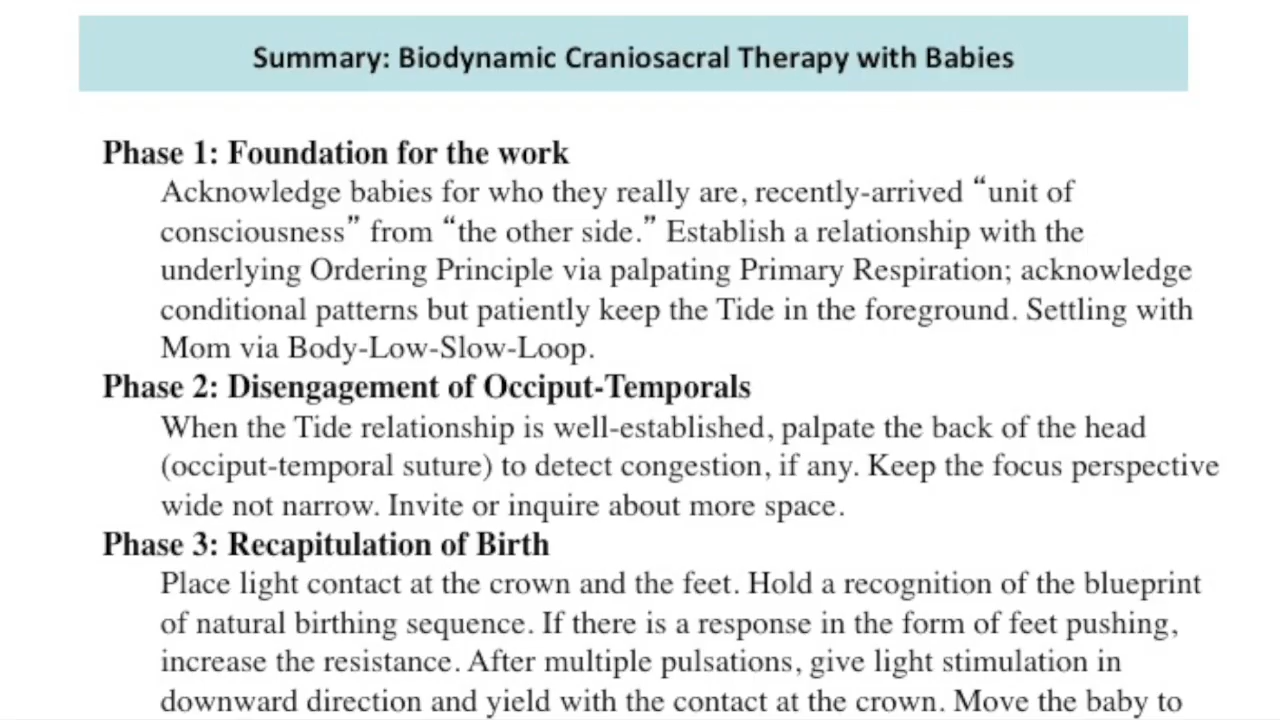 Summary: Biodynamic Craniosacral Therapy with Babies
Phase 1: Foundation for the work
Acknowledge babies for who they really are, recently-arrived “unit of
consciousness” from “the other side.” Establish a relationship with the
underlying Ordering Principle via palpating Primary Respiration; acknowledge
conditional patterns but patiently keep the Tide in the foreground. Settling with
Mom via Body-Low-Slow-Loop.
Phase 2: Disengagement of Occiput-Temporals
When the Tide relationship is well-established, palpate the back of the head
(occiput-temporal suture) to detect congestion, if any. Keep the focus perspective
wide not narrow. Invite or inquire about more space.
Phase 3: Recapitulation of Birth
Place light contact at the crown and the feet. Hold a recognition of the blueprint
of natural birthing sequence. If there is a response in the form of feet pushing,
increase the resistance. After multiple pulsations, give light stimulation in
downward direction and yield with the contact at the crown. Move the baby to